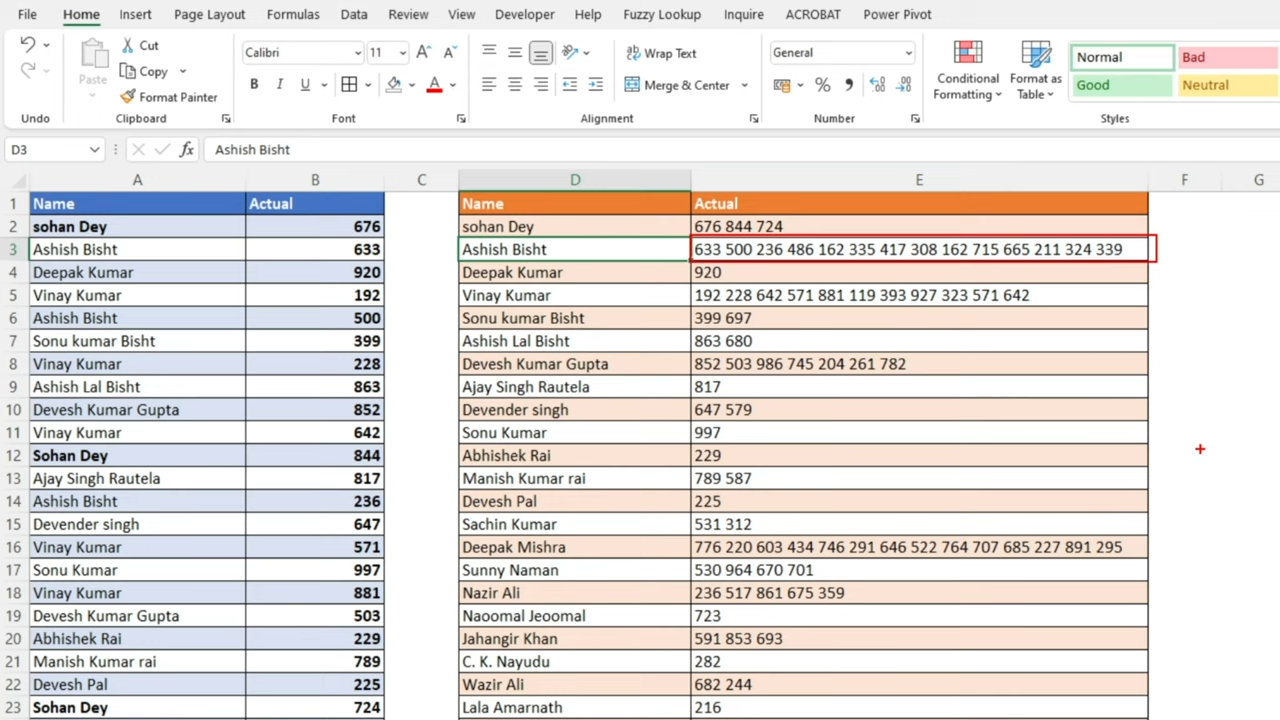 File Home Insert Page Layout Formulas Data Review View Developer Help Fuzzy Lookup Inquire ACROBAT Power Pivot
Paste Cut Copy Format Painter
Calibri 11 A A
B I U A
Wrap Text
Merge & Center
General
%
Conditional Formatting
Format as Table
Normal Bad
Good Neutral
Undo Clipboard Font Alignment Number Styles
D3 fx Ashish Bisht
A B C D E F G
1 Name Actual Name Actual
2 sohan Dey 676 sohan Dey 676 844 724
3 Ashish Bisht 633 Ashish Bisht 633 500 236 486 162 335 417 308 162 715 665 211 324 339
4 Deepak Kumar 920 Deepak Kumar 920
5 Vinay Kumar 192 Vinay Kumar 192 228 642 571 881 119 393 927 323 571 642
6 Ashish Bisht 500 Sonu kumar Bisht 399 697
7 Sonu kumar Bisht 399 Ashish Lal Bisht 863 680
8 Vinay Kumar 228 Devesh Kumar Gupta 852 503 986 745 204 261 782
9 Ashish Lal Bisht 863 Ajay Singh Rautela 817
10 Devesh Kumar Gupta 852 Devender singh 647 579
11 Vinay Kumar 642 Sonu Kumar 997
12 Sohan Dey 844 Abhishek Rai 229
13 Ajay Singh Rautela 817 Manish Kumar rai 789 587
14 Ashish Bisht 236 Devesh Pal 225
15 Devender singh 647 Sachin Kumar 531 312
16 Vinay Kumar 571 Deepak Mishra 776 220 603 434 746 291 646 522 764 707 685 227 891 295
17 Sonu Kumar 997 Sunny Naman 530 964 670 701
18 Vinay Kumar 881 Nazir Ali 236 517 861 675 359
19 Devesh Kumar Gupta 503 Naoomal Jeoomal 723
20 Abhishek Rai 229 Jahangir Khan 591 853 693
21 Manish Kumar rai 789 C. K. Nayudu 282
22 Devesh Pal 225 Wazir Ali 682 244
23 Sohan Dey 724 Lala Amarnath 216